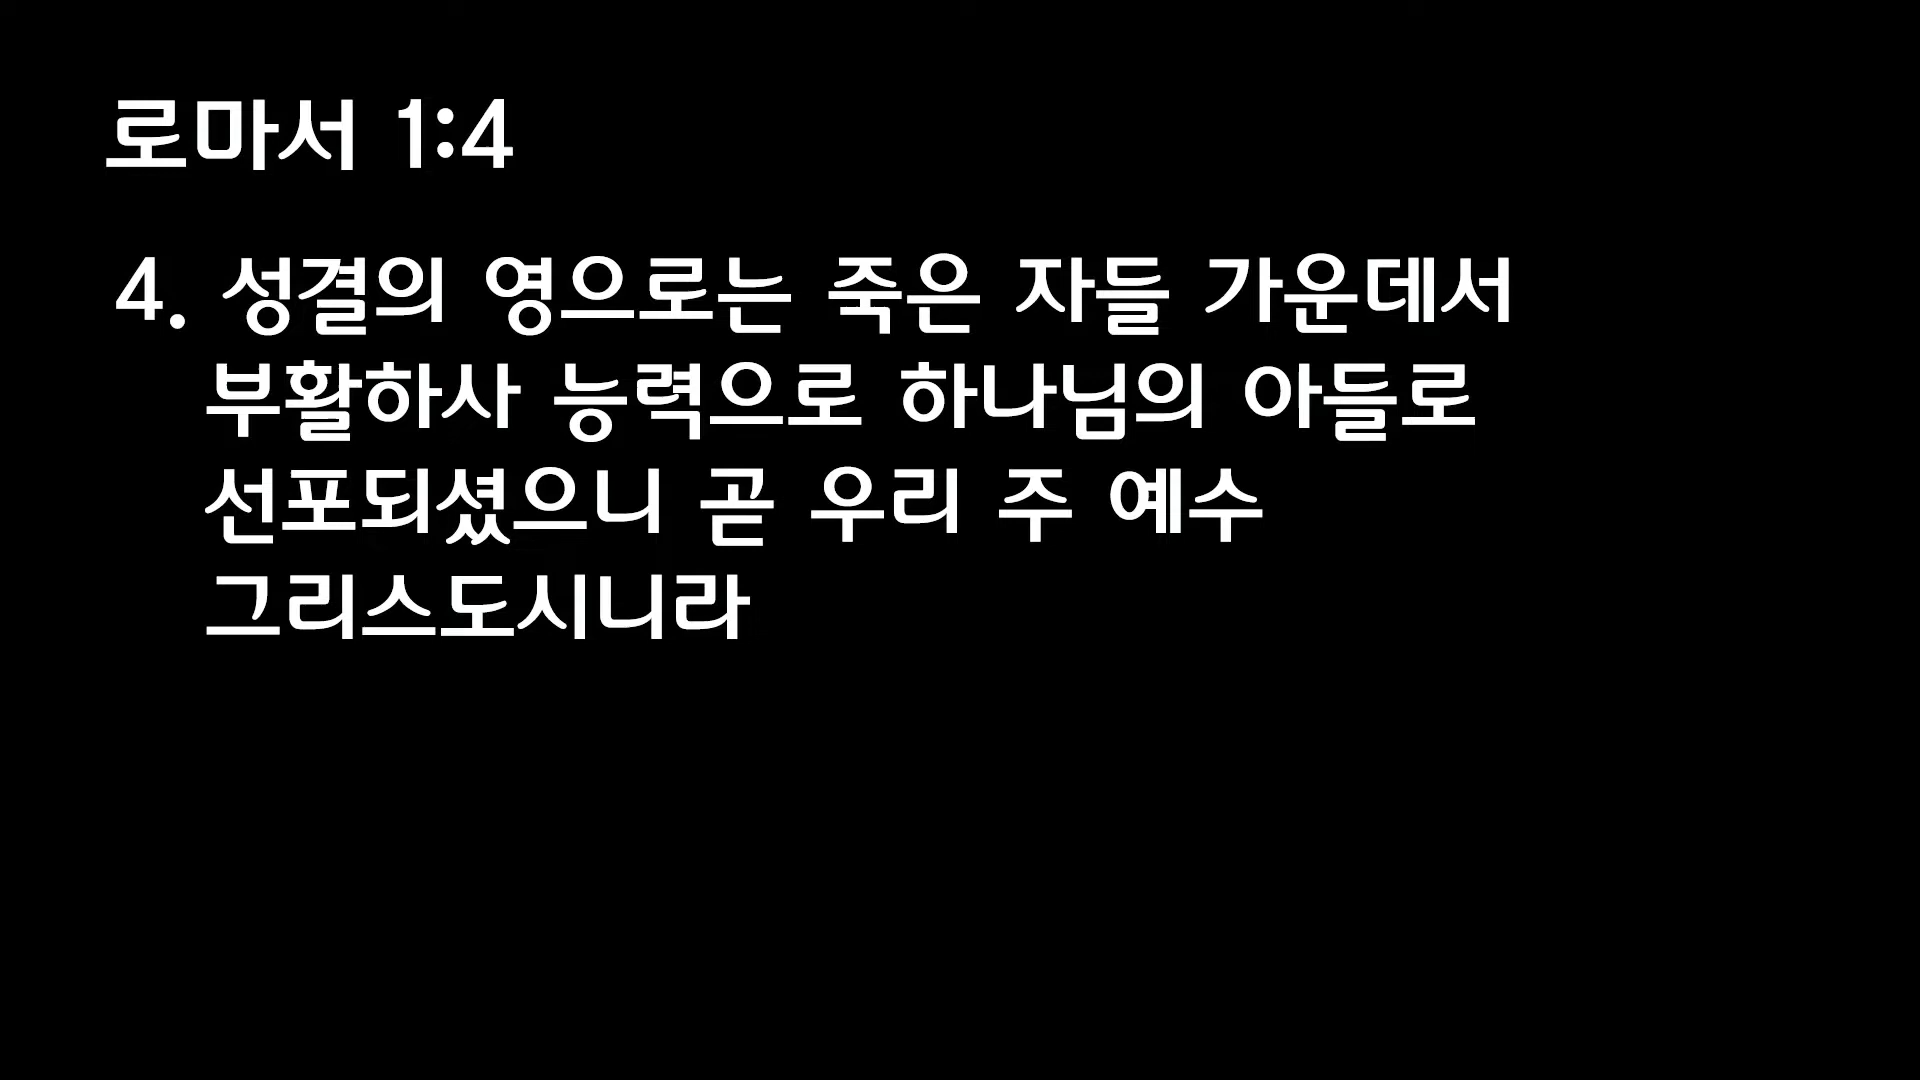 로마서 1:4
4. 성결의 영으로는 죽은 자들 가운데서
부활하사 능력으로 하나님의 아들로
선포되셨으니 곧 우리 주 예수
그리스도시니라